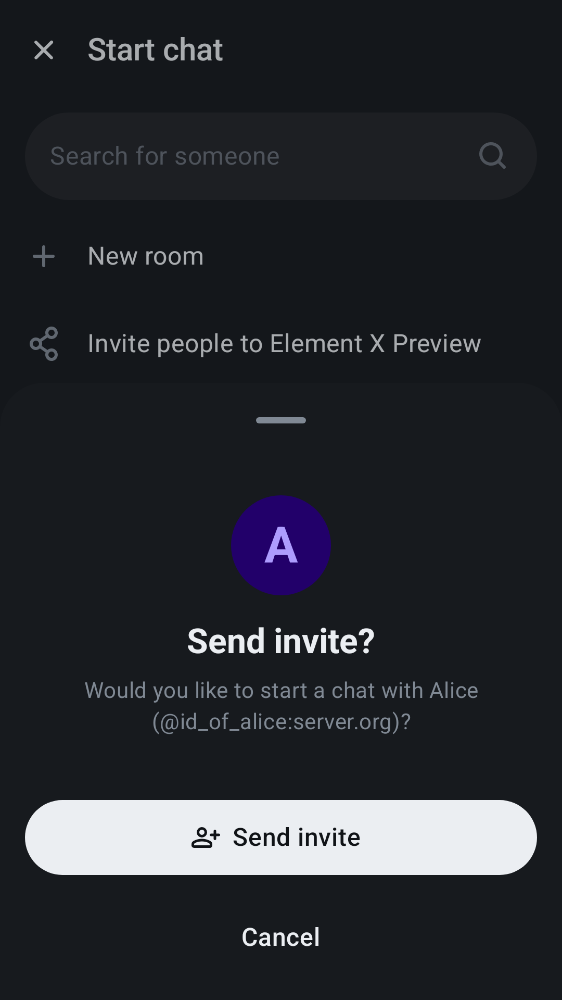 Start chat
Search for someone
New room
Invite people to Element X Preview
A
Send invite?
Would you like to start a chat with Alice
(@id_of_alice:server.org)?
Send invite
Cancel